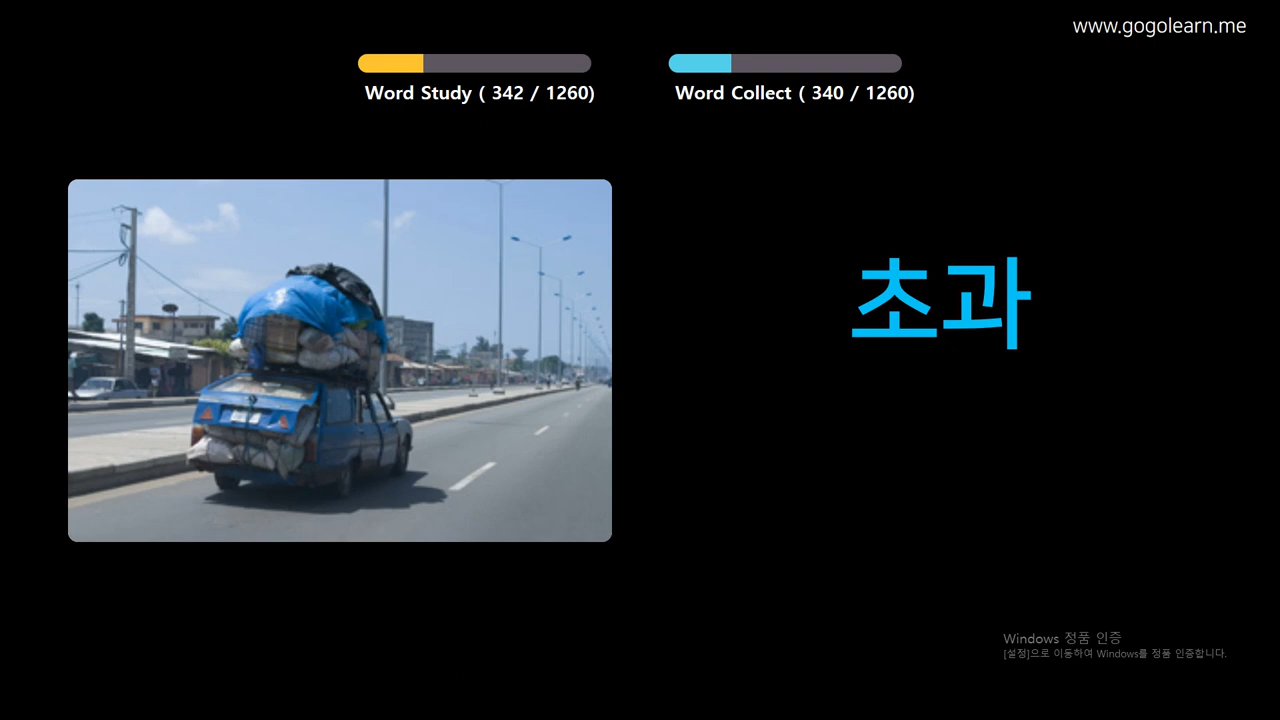 www.gogolearn.me
Word Study ( 342 / 1260)
Word Collect ( 340 / 1260)
초과
Windows 정품 인증
[설정]으로 이동하여 Windows를 정품 인증합니다.